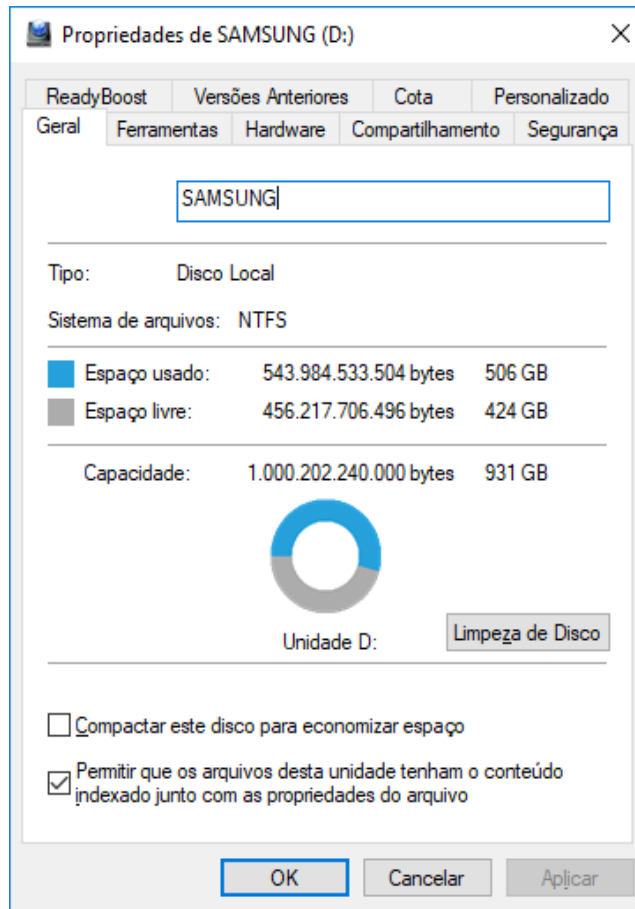 Propriedades de SAMSUNG (D:)
ReadyBoost Versões Anteriores Cota Personalizado
Geral Ferramentas Hardware Compartilhamento Segurança
SAMSUNG
Tipo: Disco Local
Sistema de arquivos: NTFS
Espaço usado: 543.984.533.504 bytes 506 GB
Espaço livre: 456.217.706.496 bytes 424 GB
Capacidade: 1.000.202.240.000 bytes 931 GB
Unidade D: Limpeza de Disco
Compactar este disco para economizar espaço
Permitir que os arquivos desta unidade tenham o conteúdo
indexado junto com as propriedades do arquivo
OK Cancelar Aplicar